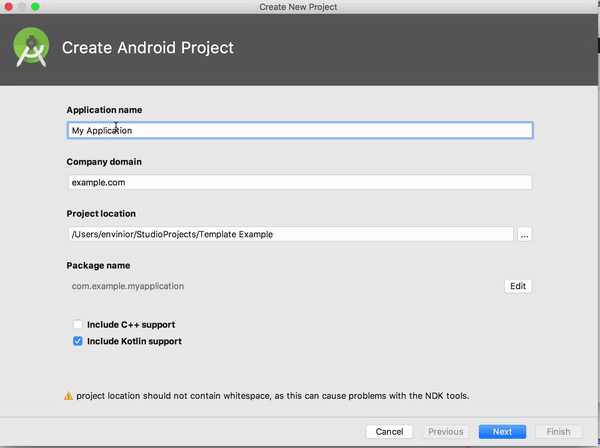 Create New Project
Create Android Project
Application name
My Application
Company domain
example.com
Project location
/Users/envinior/StudioProjects/Template Example
...
Package name
com.example.myapplication
Edit
Include C++ support
Include Kotlin support
project location should not contain whitespace, as this can cause problems with the NDK tools.
Cancel Previous Next Finish